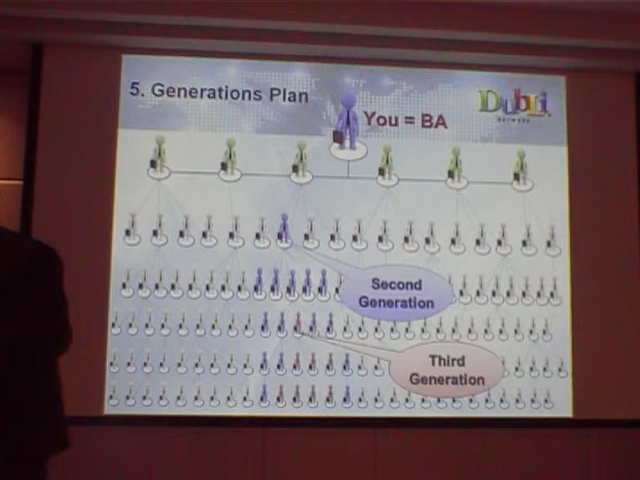 5. Generations Plan
You = BA
DubLi
NETWORK
Second
Generation
Third
Generation